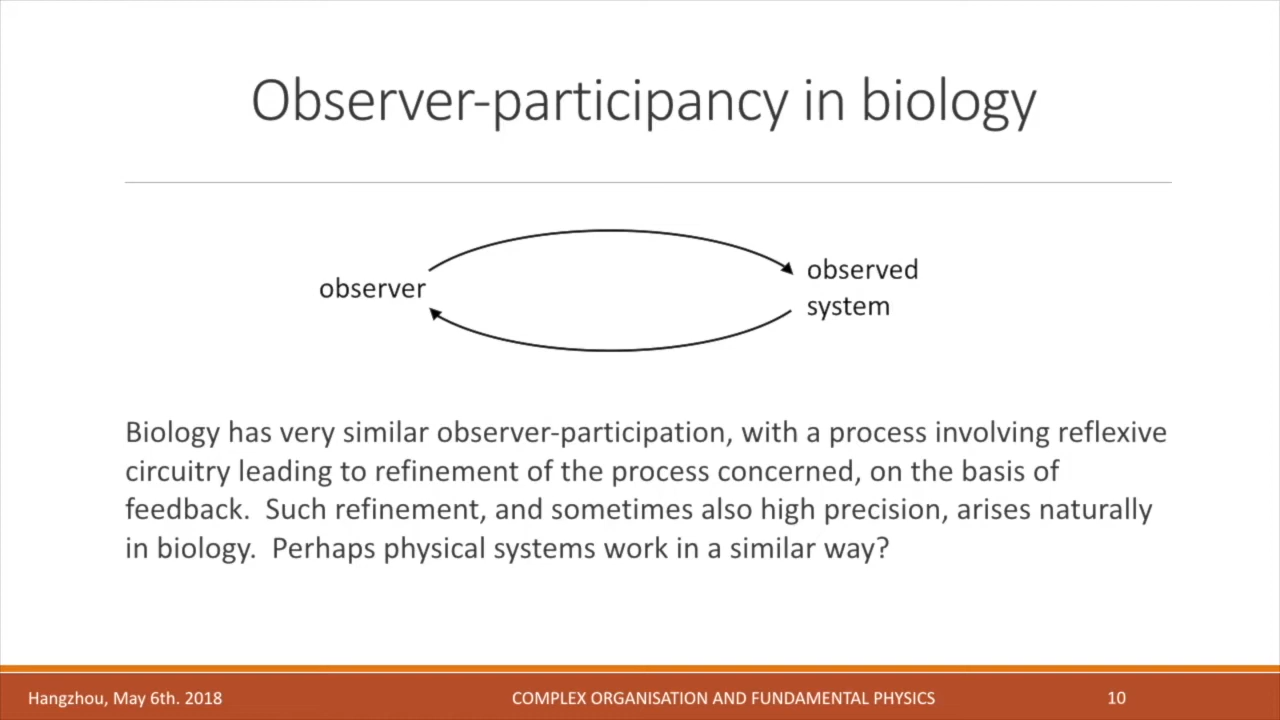 Observer-participancy in biology
observer
observed
system
Biology has very similar observer-participation, with a process involving reflexive
circuitry leading to refinement of the process concerned, on the basis of
feedback.  Such refinement, and sometimes also high precision, arises naturally
in biology.  Perhaps physical systems work in a similar way?
Hangzhou, May 6th. 2018
COMPLEX ORGANISATION AND FUNDAMENTAL PHYSICS
10